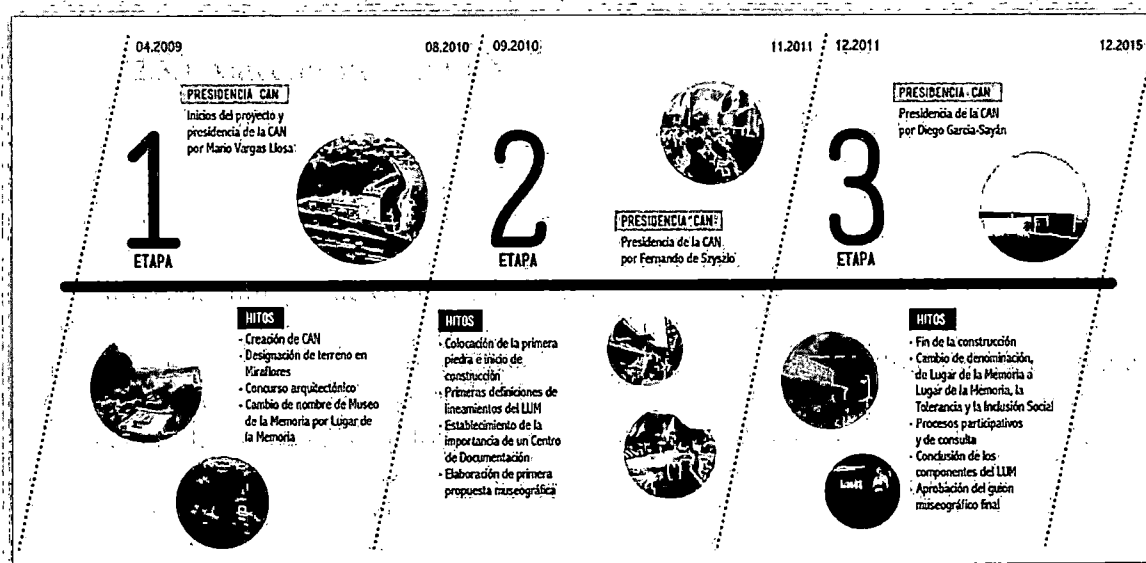 04.2009
08.2010
09.2010
11.2011
12.2011
12.2015
PRESIDENCIA CAN
Inicios del proyecto y
presidencia de la CAN
por Mario Vargas Llosa
1
ETAPA
2
ETAPA
PRESIDENCIA CAN
Presidencia de la CAN
por Fernando de Szyszlo
3
ETAPA
PRESIDENCIA CAN
Presidencia de la CAN
por Diego García-Sayán
HITOS
- Creación de CAN
- Designación de terreno en
Miraflores
- Concurso arquitectónico
- Cambio de nombre de Museo
de la Memoria por Lugar de
la Memoria
HITOS
- Colocación de la primera
piedra e inicio de
construcción
- Primeras definiciones de
lineamientos del LUM
- Establecimiento de la
importancia de un Centro
de Documentación
- Elaboración de primera
propuesta museográfica
HITOS
- Fin de la construcción
- Cambio de denominación,
de Lugar de la Memoria a
Lugar de la Memoria, la
Tolerancia y la Inclusión Social
- Procesos participativos
y de consulta
- Conclusión de los
componentes del LUM
- Aprobación del guion
museográfico final